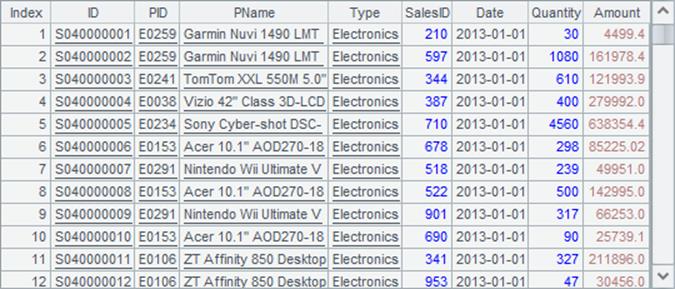 Index ID PID PName Type SalesID Date Quantity Amount
1 S040000001 E0259 Garmin Nuvi 1490 LMT Electronics 210 2013-01-01 30 4499.4
2 S040000002 E0259 Garmin Nuvi 1490 LMT Electronics 597 2013-01-01 1080 161978.4
3 S040000003 E0241 TomTom XXL 550M 5.0" Electronics 344 2013-01-01 610 121993.9
4 S040000004 E0038 Vizio 42" Class 3D-LCD Electronics 387 2013-01-01 400 279992.0
5 S040000005 E0234 Sony Cyber-shot DSC- Electronics 710 2013-01-01 4560 638354.4
6 S040000006 E0153 Acer 10.1" AOD270-18 Electronics 678 2013-01-01 298 85225.02
7 S040000007 E0291 Nintendo Wii Ultimate V Electronics 518 2013-01-01 239 49951.0
8 S040000008 E0153 Acer 10.1" AOD270-18 Electronics 522 2013-01-01 500 142995.0
9 S040000009 E0291 Nintendo Wii Ultimate V Electronics 901 2013-01-01 317 66253.0
10 S040000010 E0153 Acer 10.1" AOD270-18 Electronics 690 2013-01-01 90 25739.1
11 S040000011 E0106 ZT Affinity 850 Desktop Electronics 341 2013-01-01 327 211896.0
12 S040000012 E0106 ZT Affinity 850 Desktop Electronics 953 2013-01-01 47 30456.0